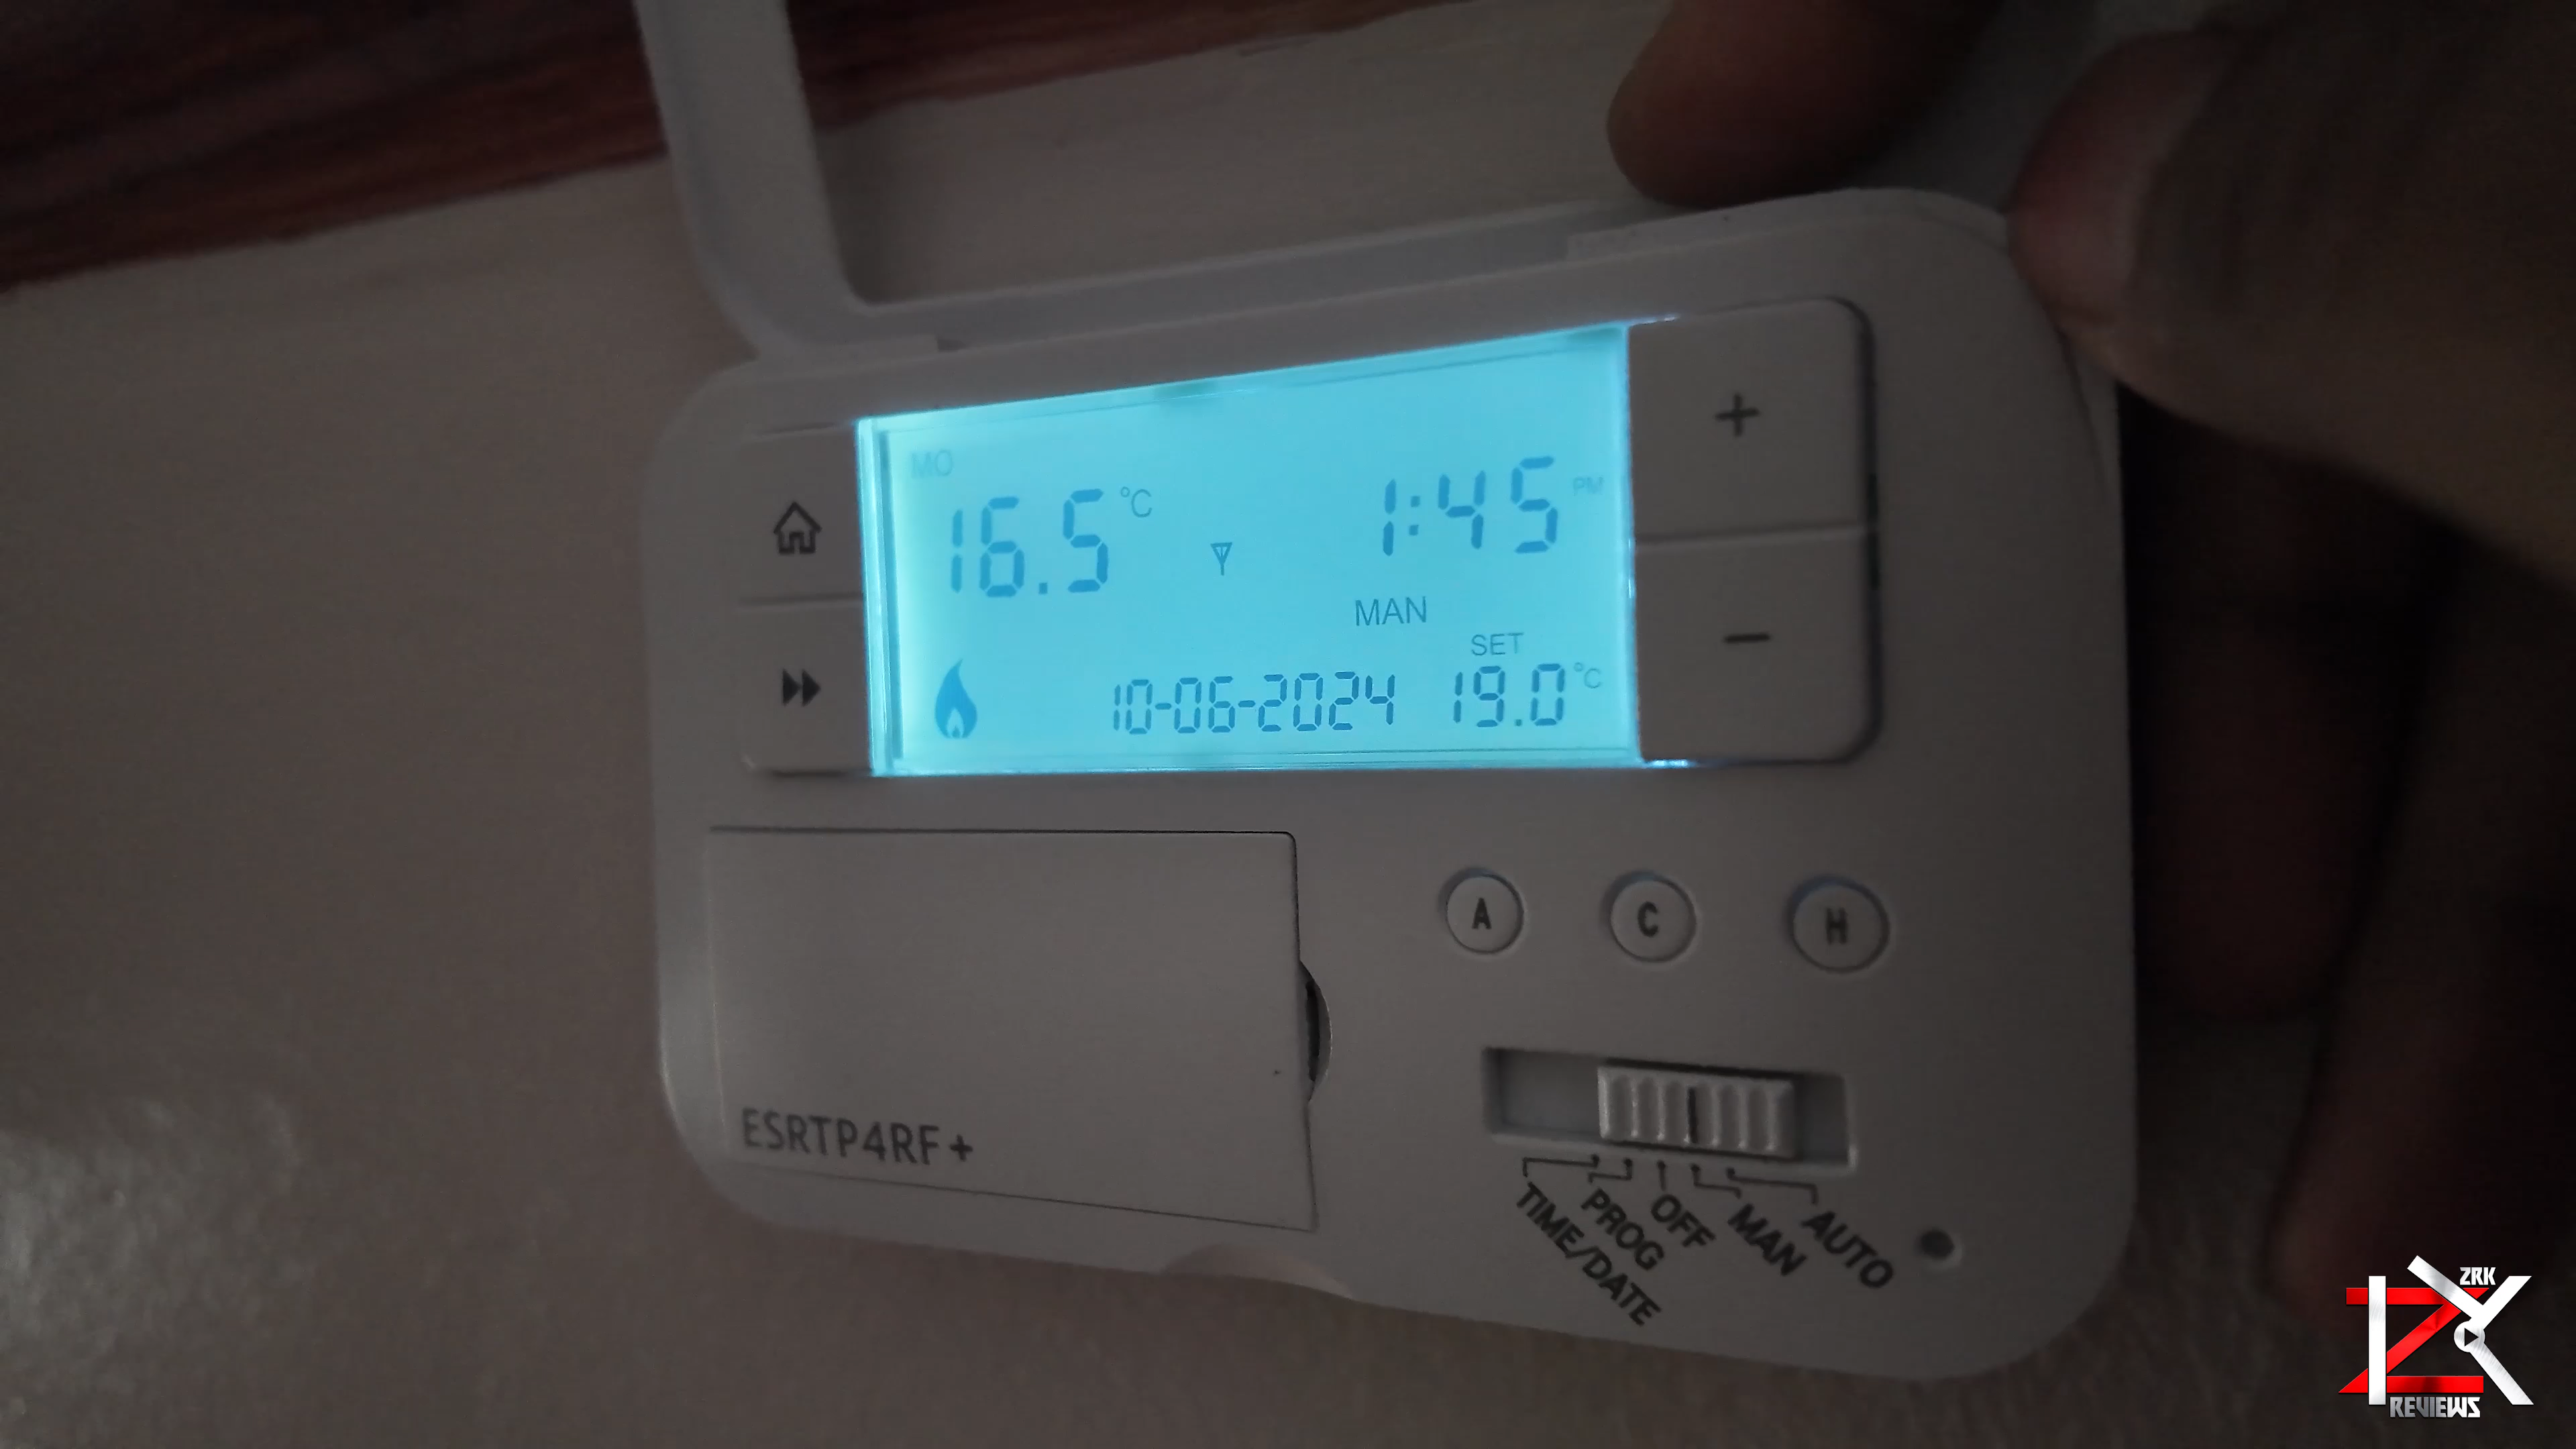 MO
16.5 °C
1:45 PM
MAN
SET
10-06-2024 19.0 °C
+
−
A C H
ESRTP4RF+
TIME/DATE
PROG
OFF
MAN
AUTO
ZRK
ZRK
REVIEWS